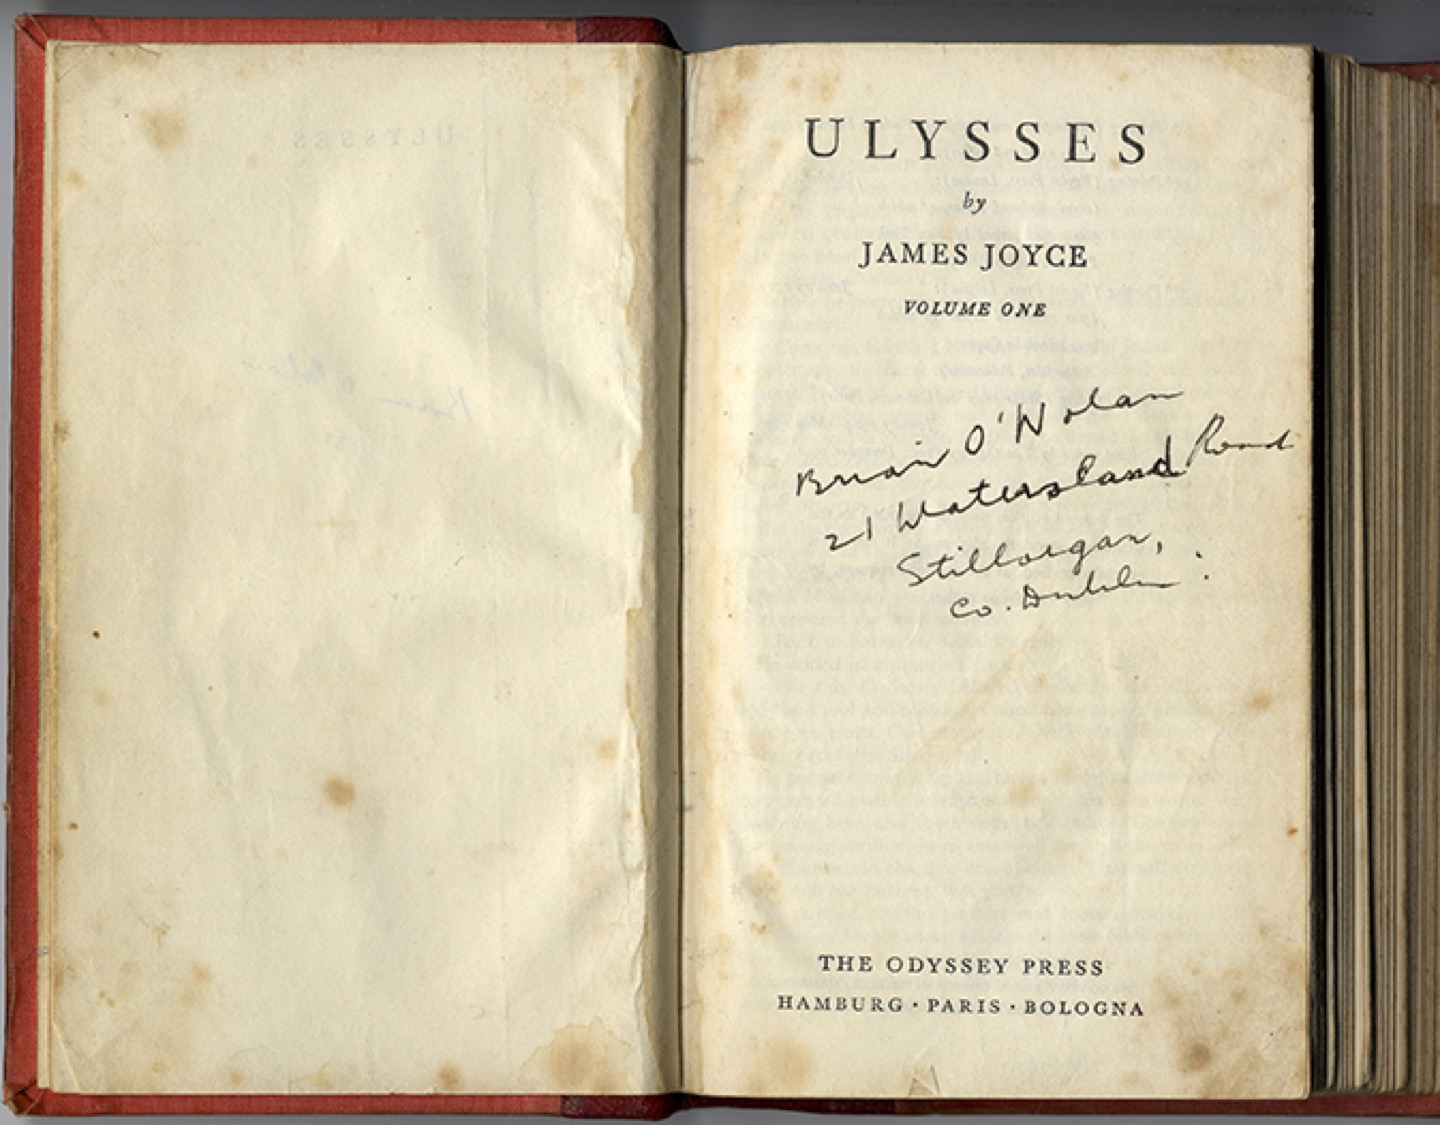 ULYSSES
by
JAMES JOYCE
VOLUME ONE
Brian O'Nolan
21 Watersland Road
Stillorgan,
Co. Dublin.
THE ODYSSEY PRESS
HAMBURG · PARIS · BOLOGNA